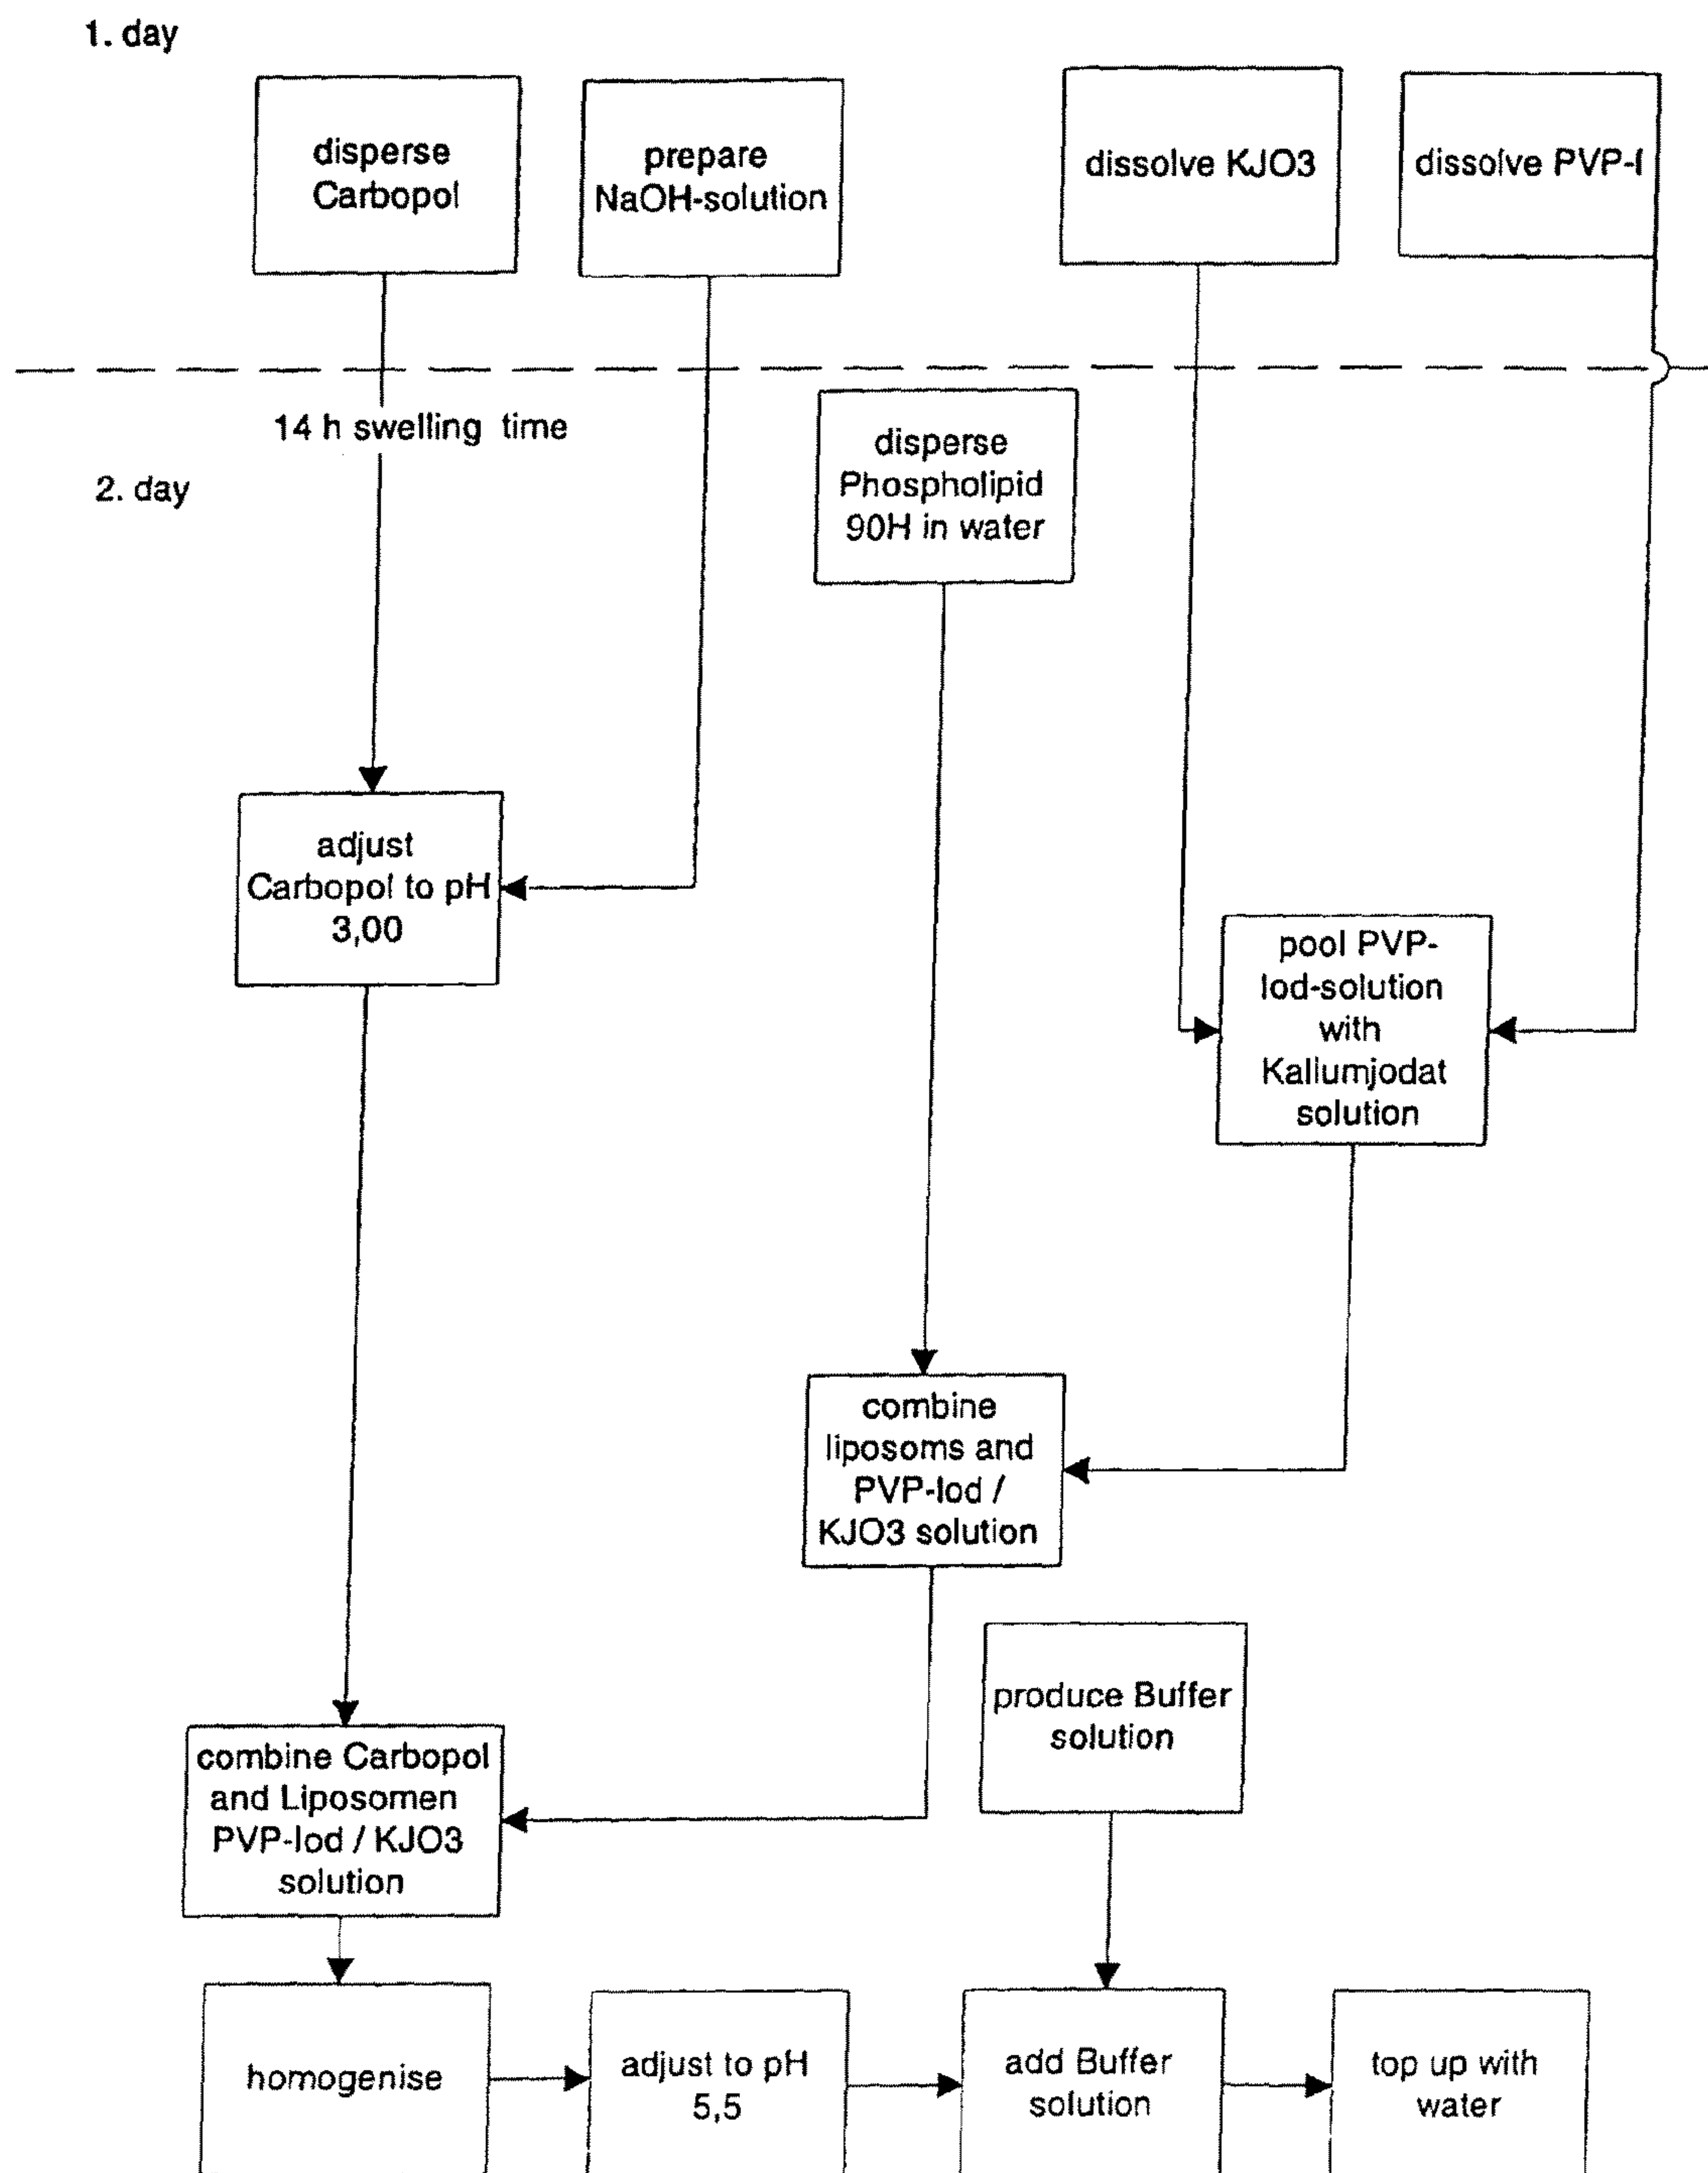 1. day
disperse
Carbopol
prepare
NaOH-solution
dissolve KJO3
dissolve PVP-I
14 h swelling time
2. day
disperse
Phospholipid
90H in water
adjust
Carbopol to pH
3,00
pool PVP-
Iod-solution
with
Kaliumjodat
solution
combine
liposoms and
PVP-Iod /
KJO3 solution
produce Buffer
solution
combine Carbopol
and Liposomen
PVP-Iod / KJO3
solution
homogenise
adjust to pH
5,5
add Buffer
solution
top up with
water